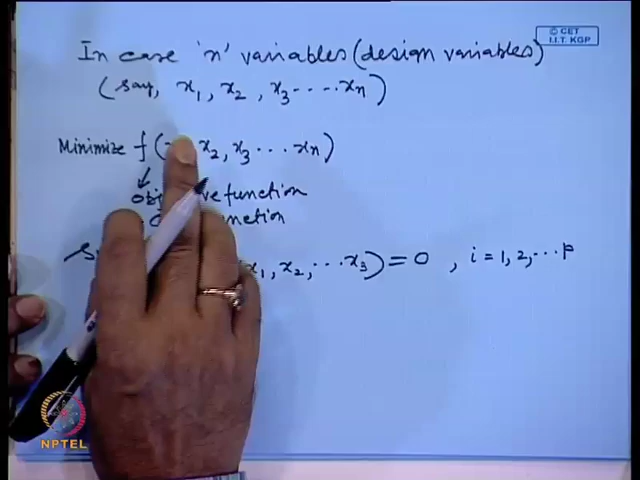 In case 'n' variables (design variables)
(say, x₁, x₂, x₃ .... xₙ)
Minimize f( x₂, x₃ ... xₙ)
function
x₁, x₂, ... x₃) = 0 , i = 1, 2, ... p
© CET
I.I.T. KGP
NPTEL